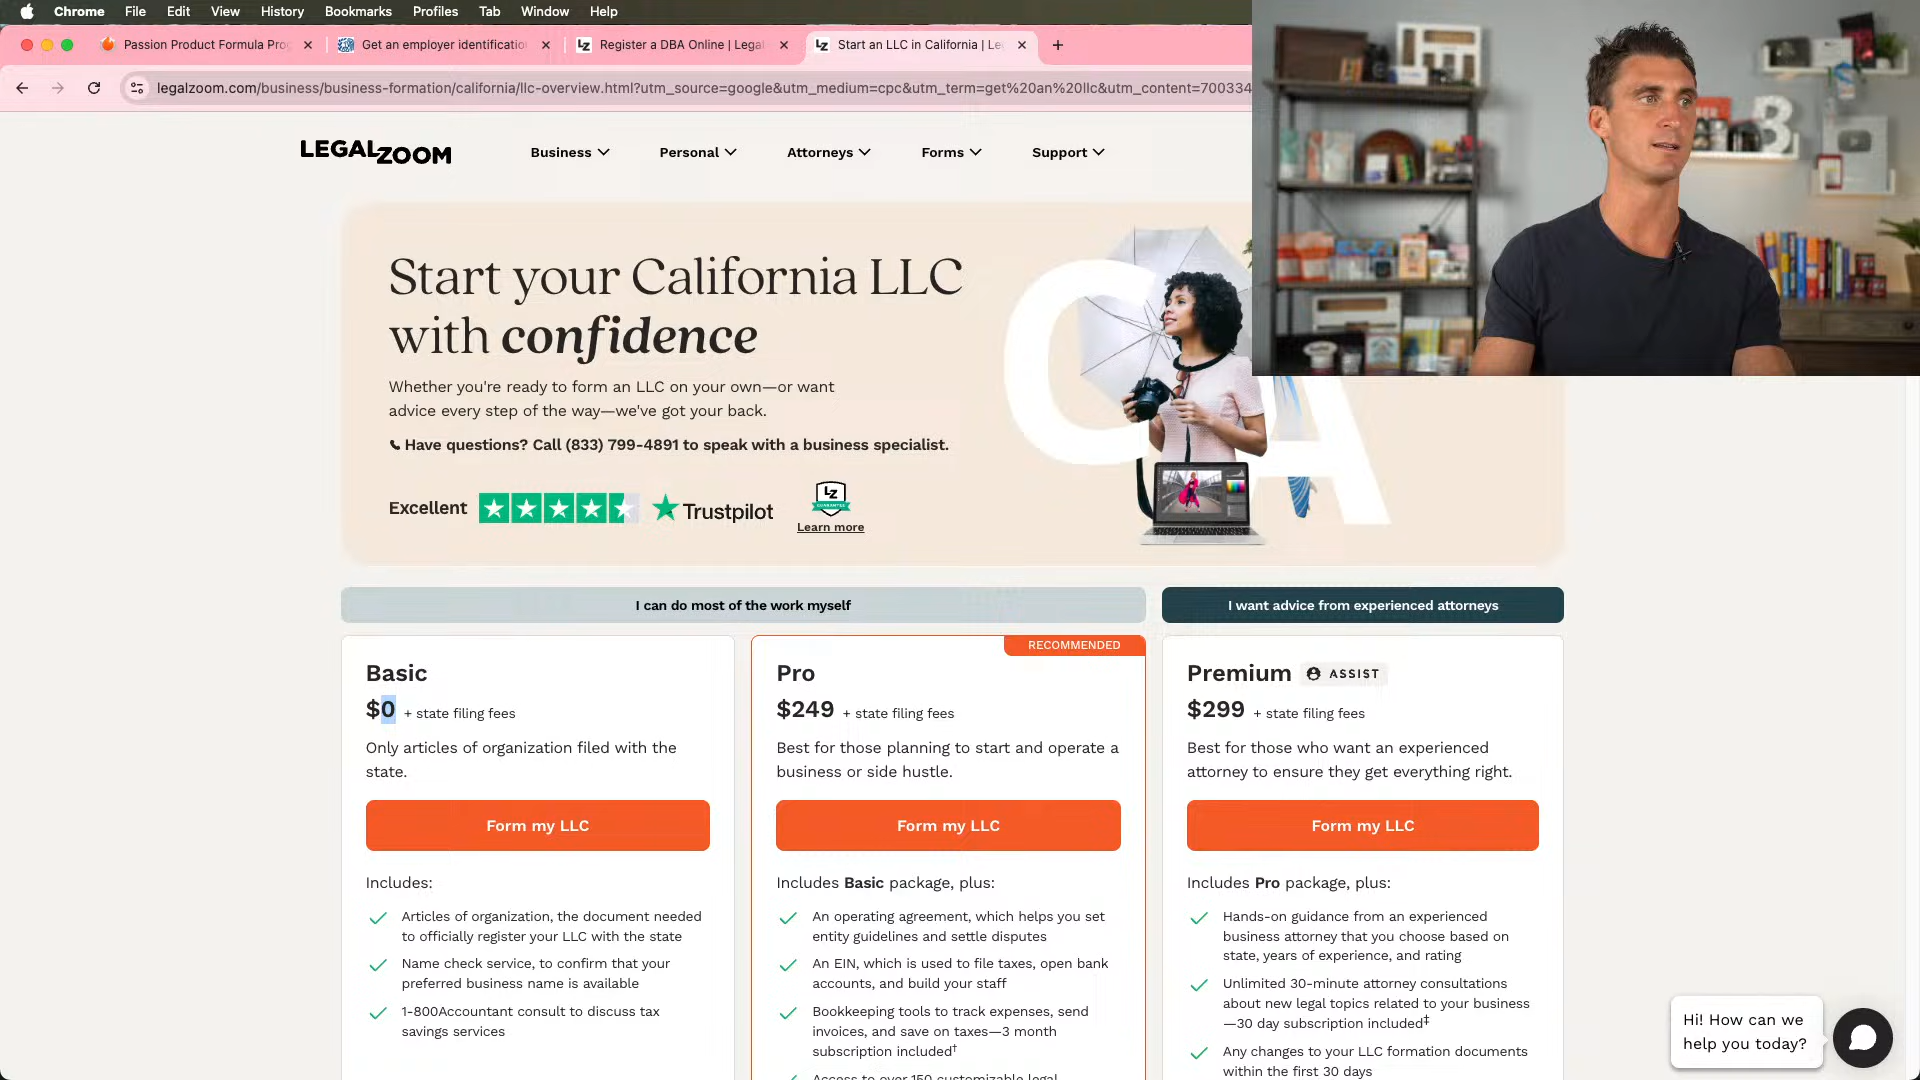 Chrome File Edit View History Bookmarks Profiles Tab Window Help
Passion Product Formula Pro
Get an employer identificatio
Register a DBA Online | Legal
Start an LLC in California | Le
legalzoom.com/business/business-formation/california/llc-overview.html?utm_source=google&utm_medium=cpc&utm_term=get%20an%20llc&utm_content=700334
LEGALZOOM
Business Personal Attorneys Forms Support
Start your California LLC
with confidence
Whether you're ready to form an LLC on your own—or want
advice every step of the way—we've got your back.
Have questions? Call (833) 799-4891 to speak with a business specialist.
Excellent Trustpilot
LZ
GUARANTEE
Learn more
CA
I can do most of the work myself
I want advice from experienced attorneys
Basic
$0 + state filing fees
Only articles of organization filed with the
state.
Form my LLC
Includes:
Articles of organization, the document needed
to officially register your LLC with the state
Name check service, to confirm that your
preferred business name is available
1-800Accountant consult to discuss tax
savings services
RECOMMENDED
Pro
$249 + state filing fees
Best for those planning to start and operate a
business or side hustle.
Form my LLC
Includes Basic package, plus:
An operating agreement, which helps you set
entity guidelines and settle disputes
An EIN, which is used to file taxes, open bank
accounts, and build your staff
Bookkeeping tools to track expenses, send
invoices, and save on taxes—3 month
subscription included†
Access to over 150 customizable legal
Premium ASSIST
$299 + state filing fees
Best for those who want an experienced
attorney to ensure they get everything right.
Form my LLC
Includes Pro package, plus:
Hands-on guidance from an experienced
business attorney that you choose based on
state, years of experience, and rating
Unlimited 30-minute attorney consultations
about new legal topics related to your business
—30 day subscription included‡
Any changes to your LLC formation documents
within the first 30 days
Hi! How can we
help you today?